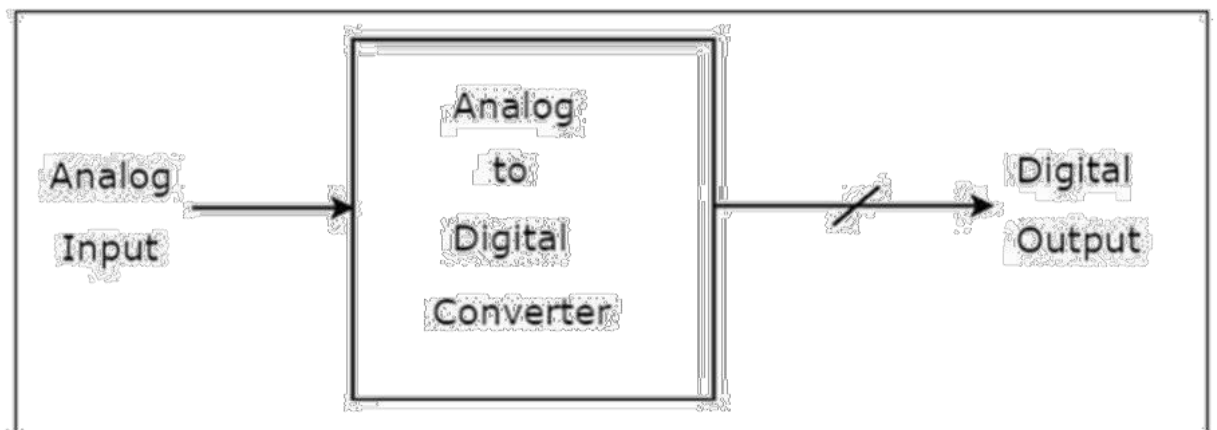 Analog
Input
Analog
to
Digital
Converter
Digital
Output